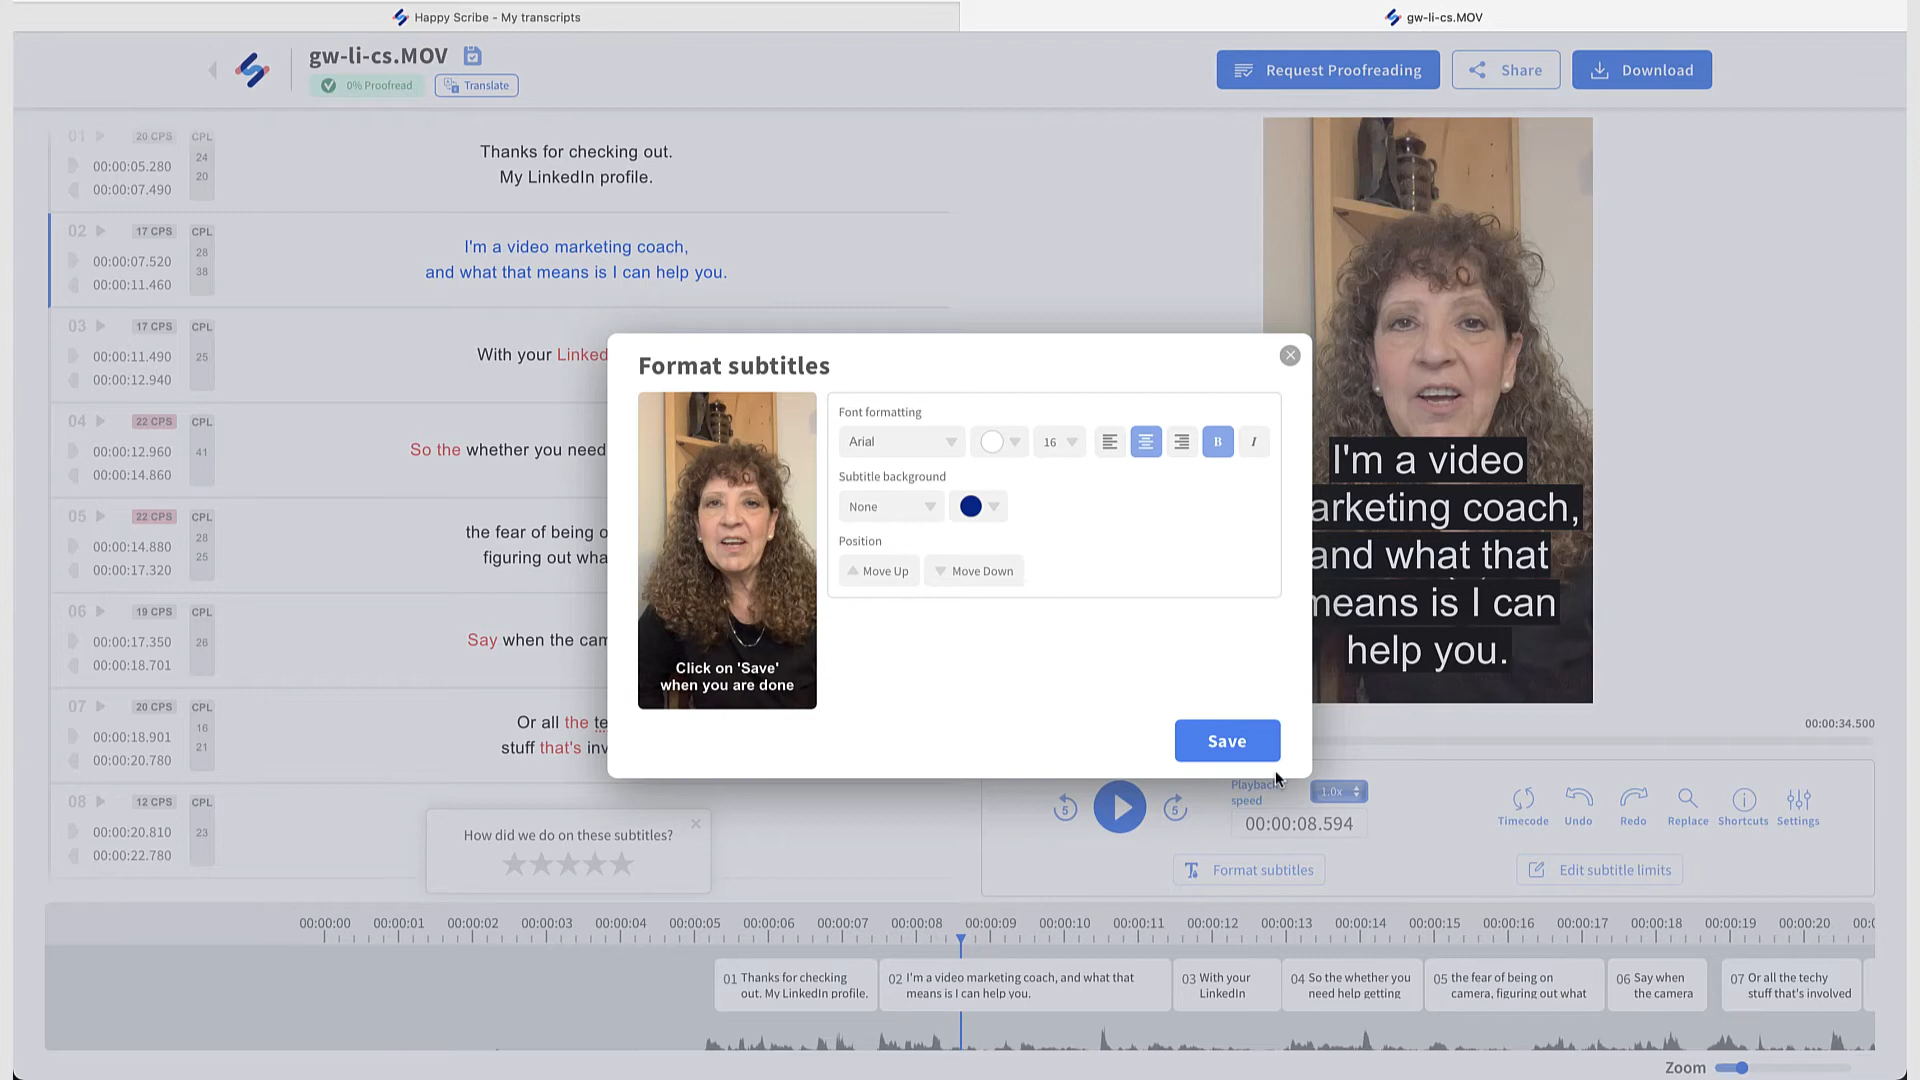 Happy Scribe - My transcripts
gw-li-cs.MOV
gw-li-cs.MOV
0% Proofread
Translate
Request Proofreading
Share
Download
01
20 CPS
CPL
00:00:05.280
00:00:07.490
24
20
Thanks for checking out.
My LinkedIn profile.
02
17 CPS
CPL
00:00:07.520
00:00:11.460
28
38
I'm a video marketing coach,
and what that means is I can help you.
03
17 CPS
CPL
00:00:11.490
00:00:12.940
25
With your Linked
04
22 CPS
CPL
00:00:12.960
00:00:14.860
41
So the whether you need
05
22 CPS
CPL
00:00:14.880
00:00:17.320
28
25
the fear of being o
figuring out wha
06
19 CPS
CPL
00:00:17.350
00:00:18.701
26
Say when the cam
07
20 CPS
CPL
00:00:18.901
00:00:20.780
16
21
Or all the te
stuff that's inv
08
12 CPS
CPL
00:00:20.810
00:00:22.780
23
How did we do on these subtitles?
Format subtitles
Font formatting
Arial
16
B
I
Subtitle background
None
Position
Move Up
Move Down
Click on 'Save'
when you are done
Save
I'm a video
arketing coach,
and what that
means is I can
help you.
00:00:34.500
5
5
Playback
speed
1.0x
00:00:08.594
Timecode
Undo
Redo
Replace
Shortcuts
Settings
Format subtitles
Edit subtitle limits
00:00:00
00:00:01
00:00:02
00:00:03
00:00:04
00:00:05
00:00:06
00:00:07
00:00:08
00:00:09
00:00:10
00:00:11
00:00:12
00:00:13
00:00:14
00:00:15
00:00:16
00:00:17
00:00:18
00:00:19
00:00:20
00:0
01 Thanks for checking
out. My LinkedIn profile.
02 I'm a video marketing coach, and what that
means is I can help you.
03 With your
LinkedIn
04 So the whether you
need help getting
05 the fear of being on
camera, figuring out what
06 Say when
the camera
07 Or all the techy
stuff that's involved
Zoom